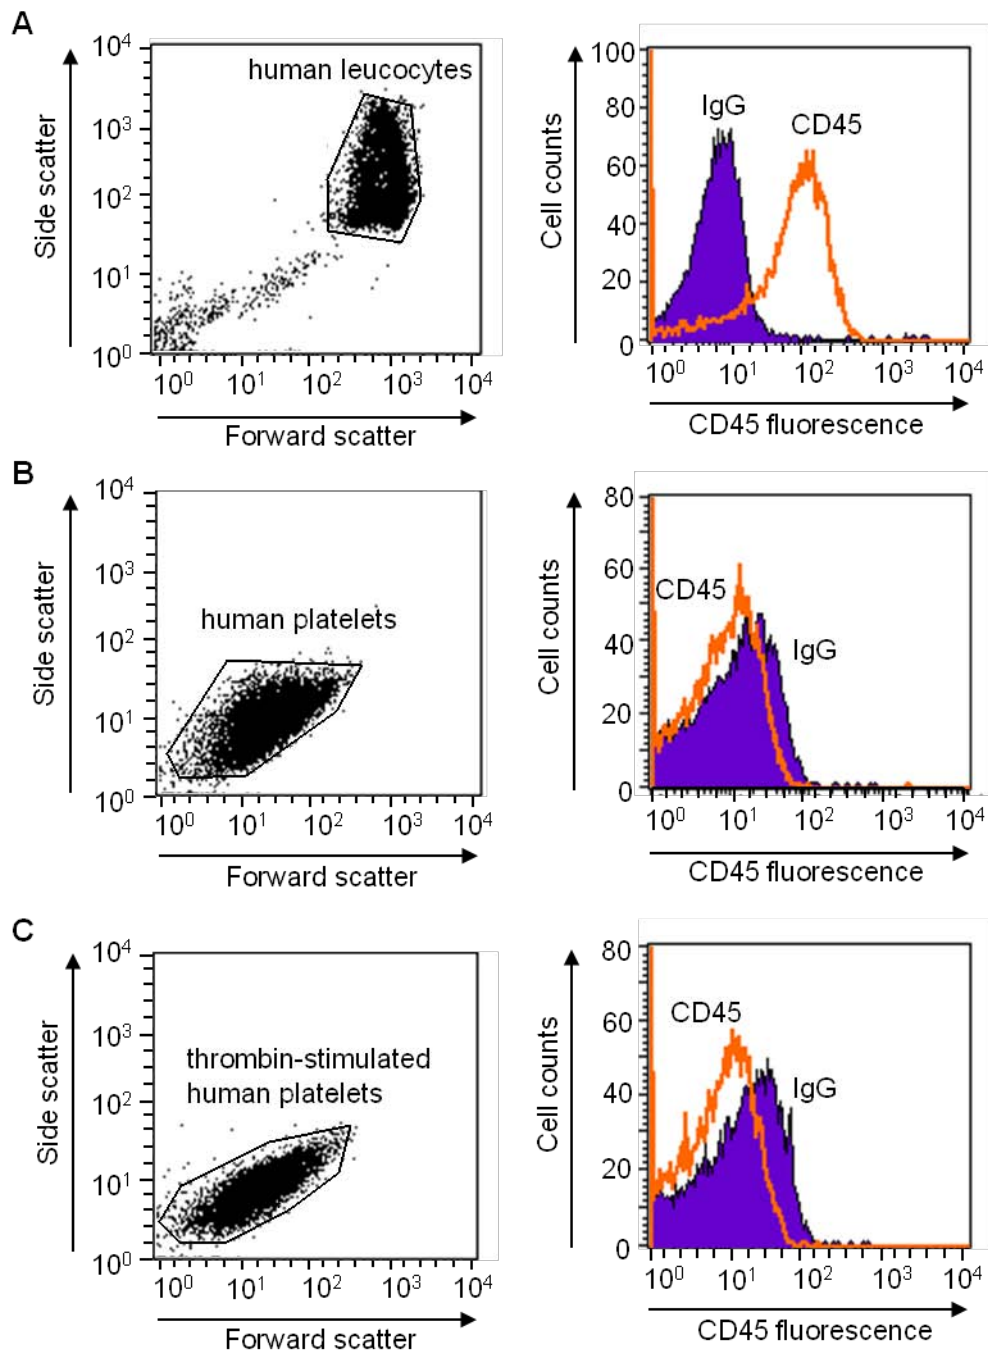 A
human leucocytes
Side scatter
10⁴
10³
10²
10¹
10⁰
10⁰ 10¹ 10² 10³ 10⁴
Forward scatter
IgG
CD45
Cell counts
100
80
60
40
20
0
10⁰ 10¹ 10² 10³ 10⁴
CD45 fluorescence
B
human platelets
Side scatter
10⁴
10³
10²
10¹
10⁰
10⁰ 10¹ 10² 10³ 10⁴
Forward scatter
CD45
IgG
Cell counts
80
60
40
20
0
10⁰ 10¹ 10² 10³ 10⁴
CD45 fluorescence
C
thrombin-stimulated
human platelets
Side scatter
10⁴
10³
10²
10¹
10⁰
10⁰ 10¹ 10² 10³ 10⁴
Forward scatter
CD45
IgG
Cell counts
80
60
40
20
0
10⁰ 10¹ 10² 10³ 10⁴
CD45 fluorescence